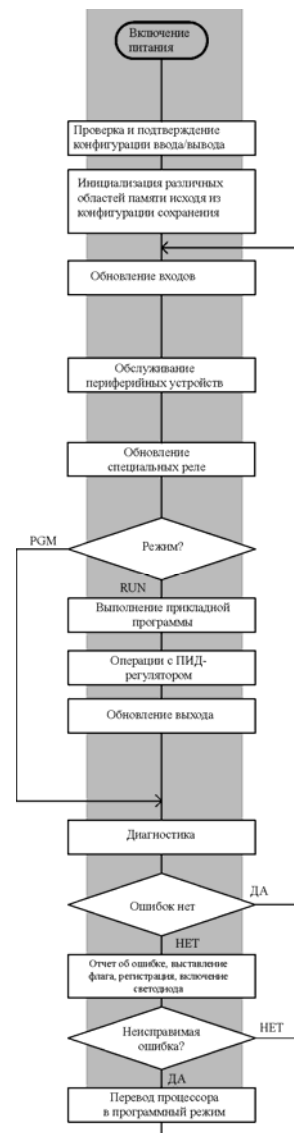 Включение
питания
Проверка и подтверждение
конфигурации ввода/вывода
Инициализация различных
областей памяти исходя из
конфигурации сохранения
Обновление входов
Обслуживание
периферийных устройств
Обновление
специальных реле
PGM
Режим?
RUN
Выполнение прикладной
программы
Операции с ПИД-
регулятором
Обновление выхода
Диагностика
ДА
Ошибок нет
НЕТ
Отчет об ошибке, выставление
флага, регистрация, включение
светодиода
Неисправимая
ошибка?
НЕТ
ДА
Перевод процессора
в программный режим